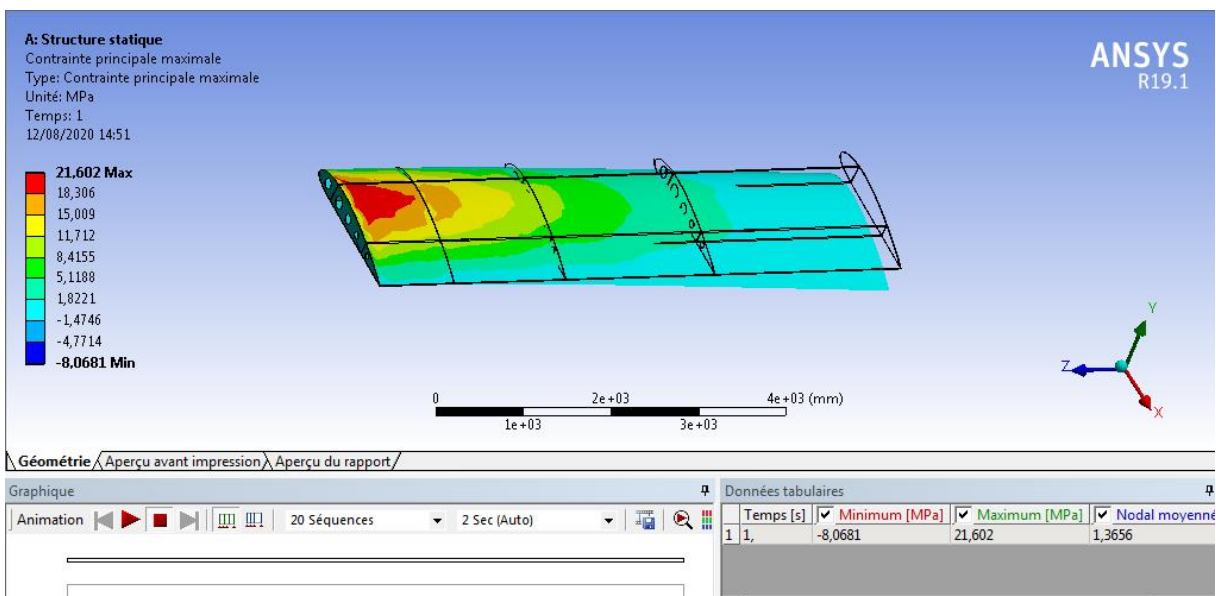 A: Structure statique
Contrainte principale maximale
Type: Contrainte principale maximale
Unité: MPa
Temps: 1
12/08/2020 14:51
ANSYS
R19.1
21,602 Max
18,306
15,009
11,712
8,4155
5,1188
1,8221
-1,4746
-4,7714
-8,0681 Min
Y
Z
X
0 2e+03 4e+03 (mm)
1e+03 3e+03
Géométrie Aperçu avant impression Aperçu du rapport
Graphique
Animation 20 Séquences 2 Sec (Auto)
Données tabulaires
Temps [s] Minimum [MPa] Maximum [MPa] Nodal moyenné
1 1, -8,0681 21,602 1,3656